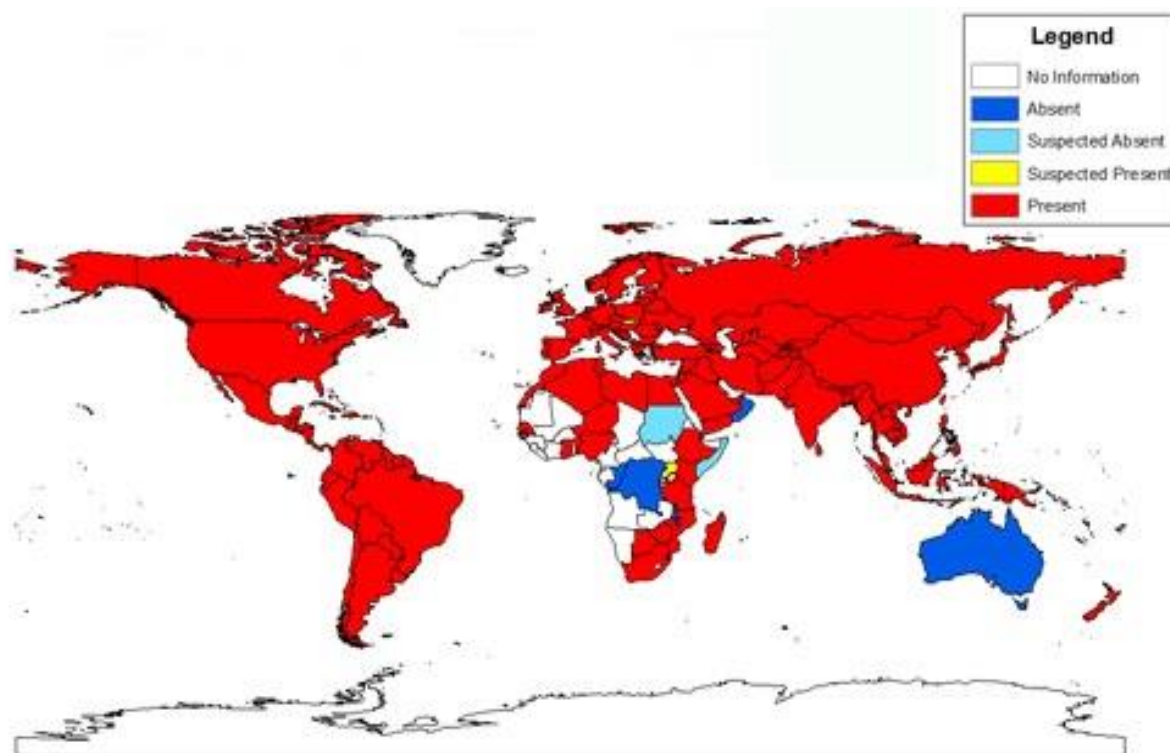 Legend
No Information
Absent
Suspected Absent
Suspected Present
Present